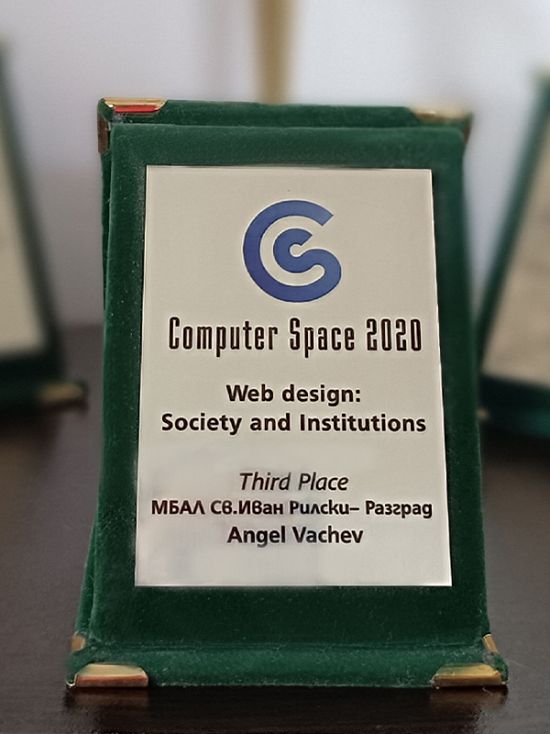 Computer Space 2020
Web design:
Society and Institutions
Third Place
МБАЛ Св.Иван Рилски– Разград
Angel Vachev